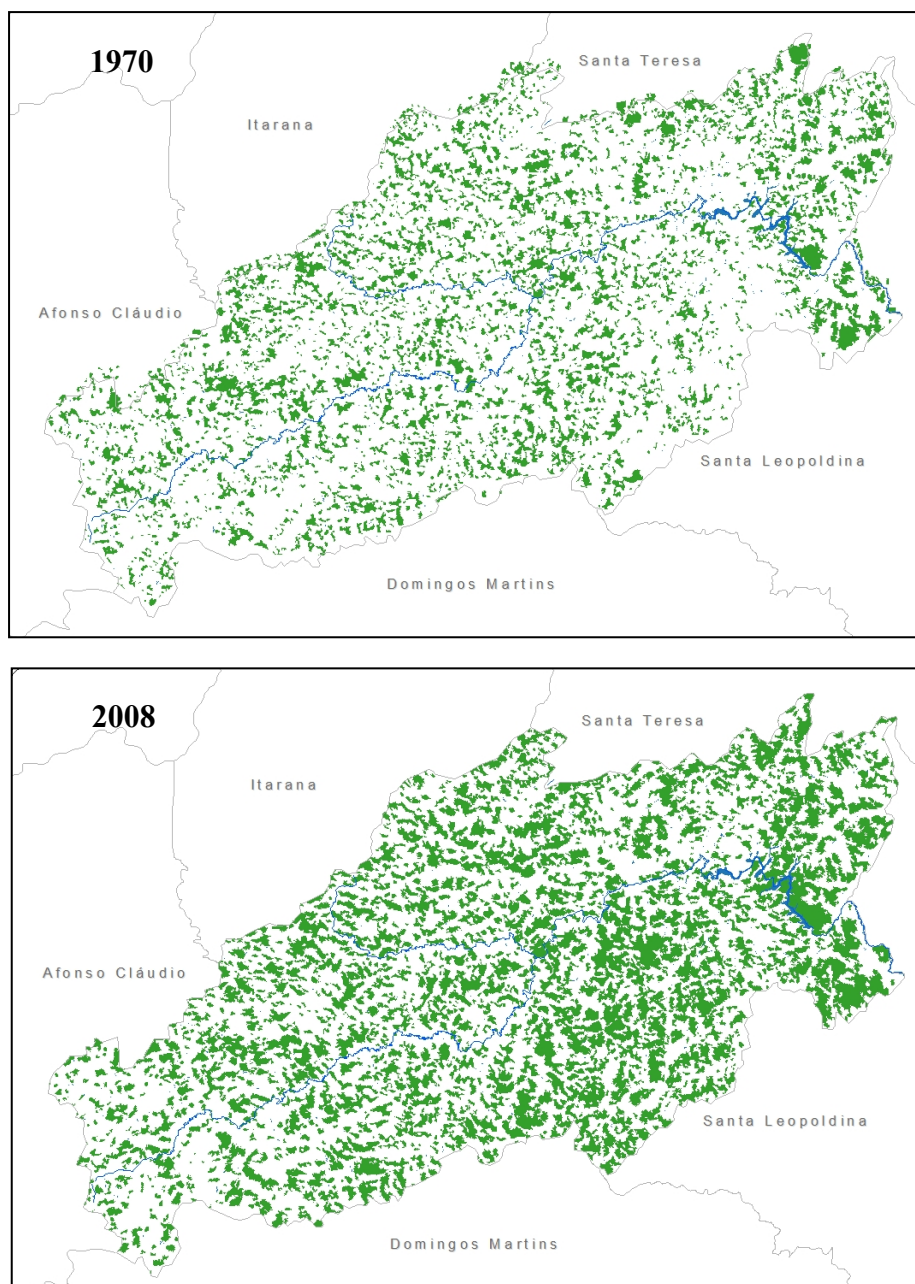 1970
Santa Teresa
Itarana
Afonso Cláudio
Santa Leopoldina
Domingos Martins
2008
Santa Teresa
Itarana
Afonso Cláudio
Santa Leopoldina
Domingos Martins